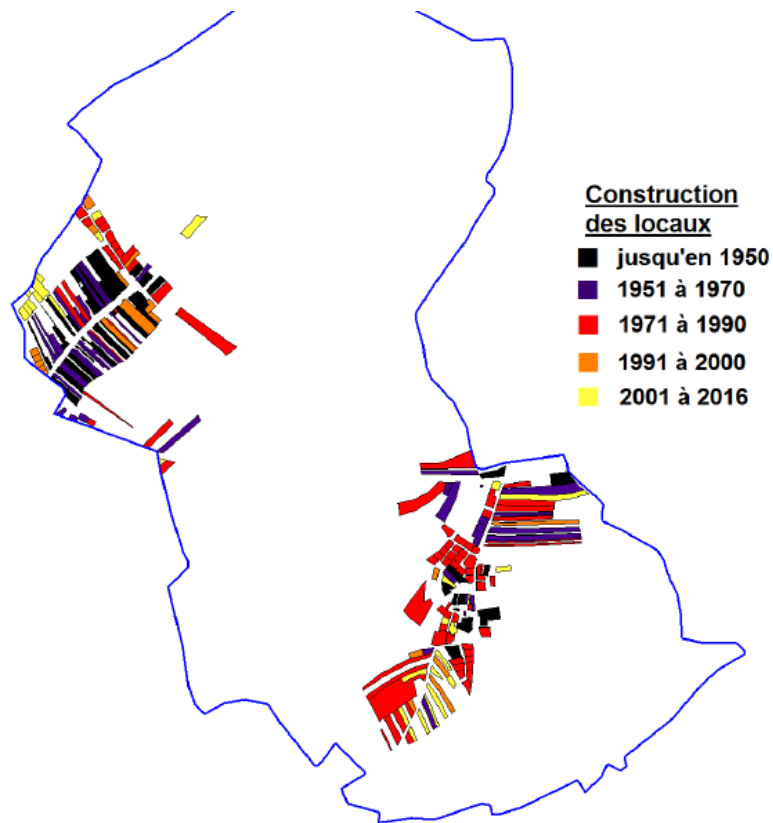 Construction
des locaux
jusqu'en 1950
1951 à 1970
1971 à 1990
1991 à 2000
2001 à 2016